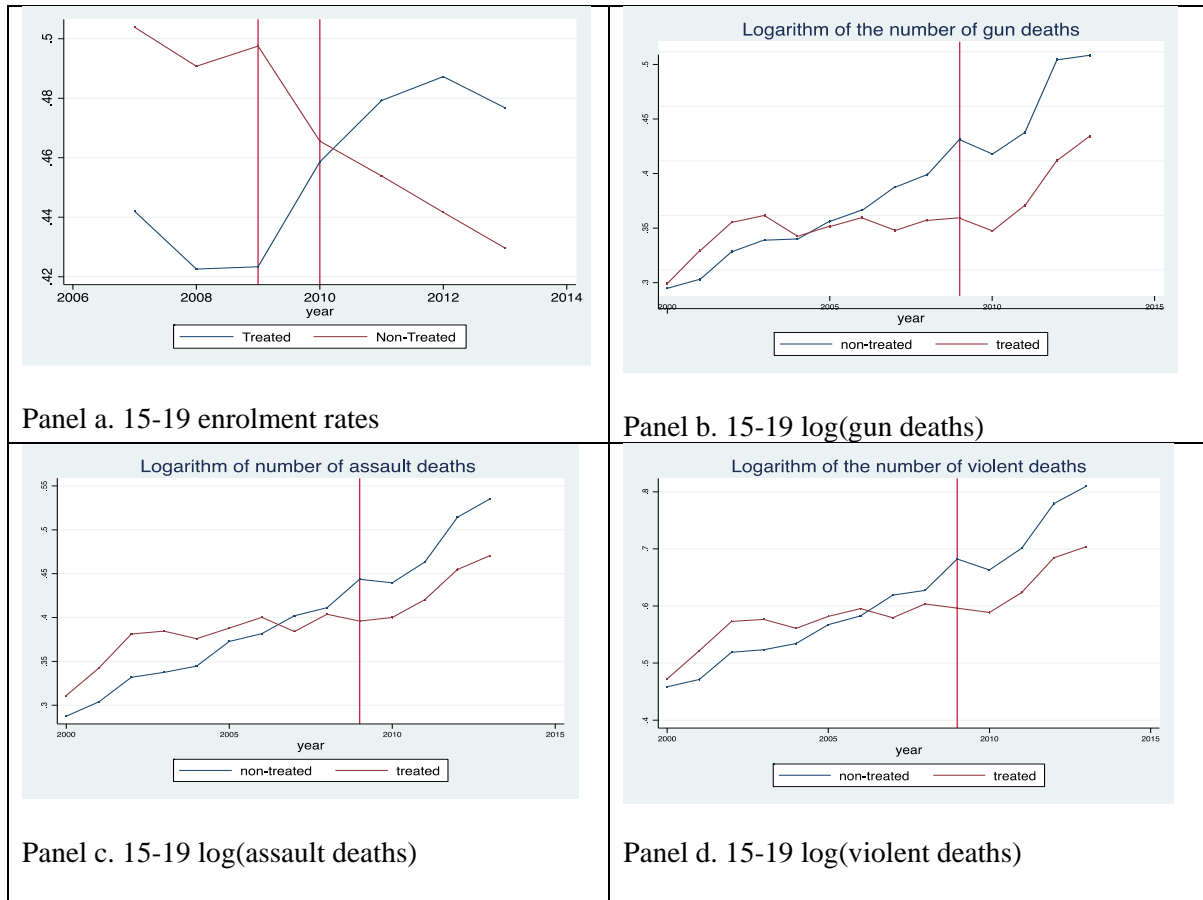 .5
.48
.46
.44
.42
2006 2008 2010 2012 2014
year
Treated Non-Treated
Panel a. 15-19 enrolment rates
Logarithm of the number of gun deaths
.5
.45
.4
.35
.3
2000 2005 2010 2015
year
non-treated treated
Panel b. 15-19 log(gun deaths)
Logarithm of number of assault deaths
.55
.5
.45
.4
.35
.3
2000 2005 2010 2015
year
non-treated treated
Panel c. 15-19 log(assault deaths)
Logarithm of the number of violent deaths
.8
.7
.6
.5
.4
2000 2005 2010 2015
year
non-treated treated
Panel d. 15-19 log(violent deaths)